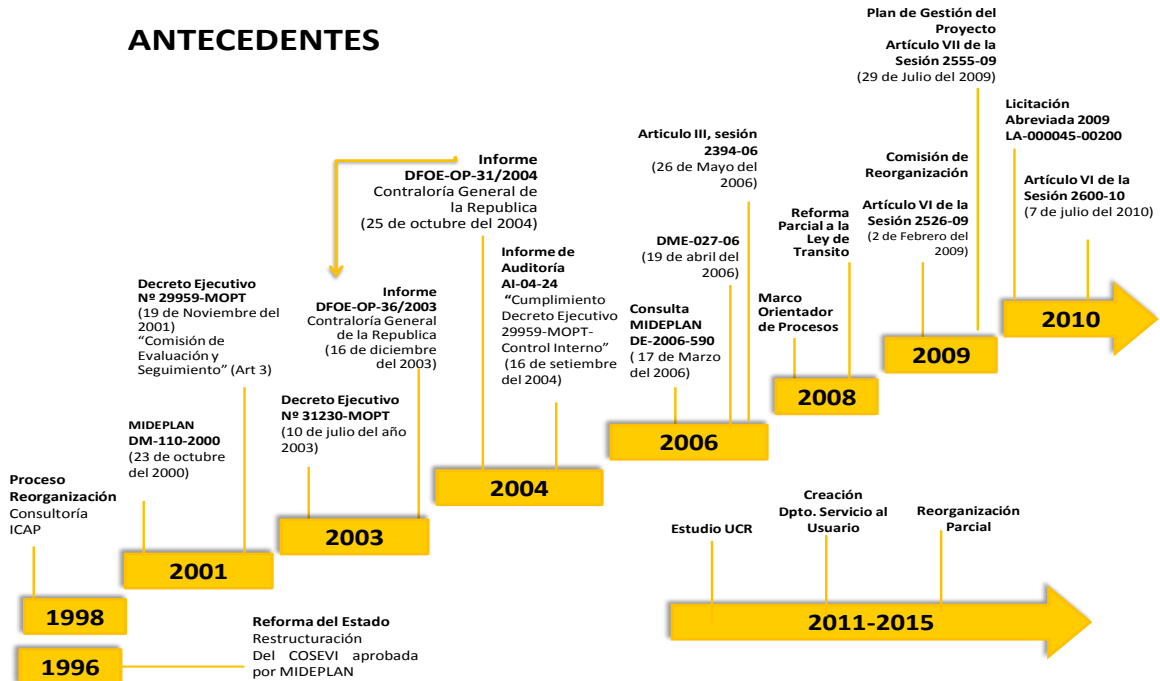 ANTECEDENTES
1996
Reforma del Estado
Restructuración
Del COSEVI aprobada
por MIDEPLAN
1998
Proceso
Reorganización
Consultoría
ICAP
2001
MIDEPLAN
DM-110-2000
(23 de octubre
del 2000)
Decreto Ejecutivo
Nº 29959-MOPT
(19 de Noviembre del
2001)
“Comisión de
Evaluación y
Seguimiento” (Art 3)
2003
Decreto Ejecutivo
Nº 31230-MOPT
(10 de julio del año
2003)
Informe
DFOE-OP-36/2003
Contraloría General
de la Republica
(16 de diciembre
del 2003)
2004
Informe
DFOE-OP-31/2004
Contraloría General de
la Republica
(25 de octubre del 2004)
Informe de
Auditoría
AI-04-24
“Cumplimiento
Decreto Ejecutivo
29959-MOPT-
Control Interno”
(16 de setiembre
del 2004)
2006
Consulta
MIDEPLAN
DE-2006-590
( 17 de Marzo
del 2006)
DME-027-06
(19 de abril del
2006)
Articulo III, sesión
2394-06
(26 de Mayo del
2006)
2008
Marco
Orientador
de Procesos
Reforma
Parcial a la
Ley de
Transito
2009
Comisión de
Reorganización
Artículo VI de la
Sesión 2526-09
(2 de Febrero del
2009)
Plan de Gestión del
Proyecto
Artículo VII de la
Sesión 2555-09
(29 de Julio del 2009)
2010
Licitación
Abreviada 2009
LA-000045-00200
Artículo VI de la
Sesión 2600-10
(7 de julio del 2010)
2011-2015
Estudio UCR
Creación
Dpto. Servicio al
Usuario
Reorganización
Parcial